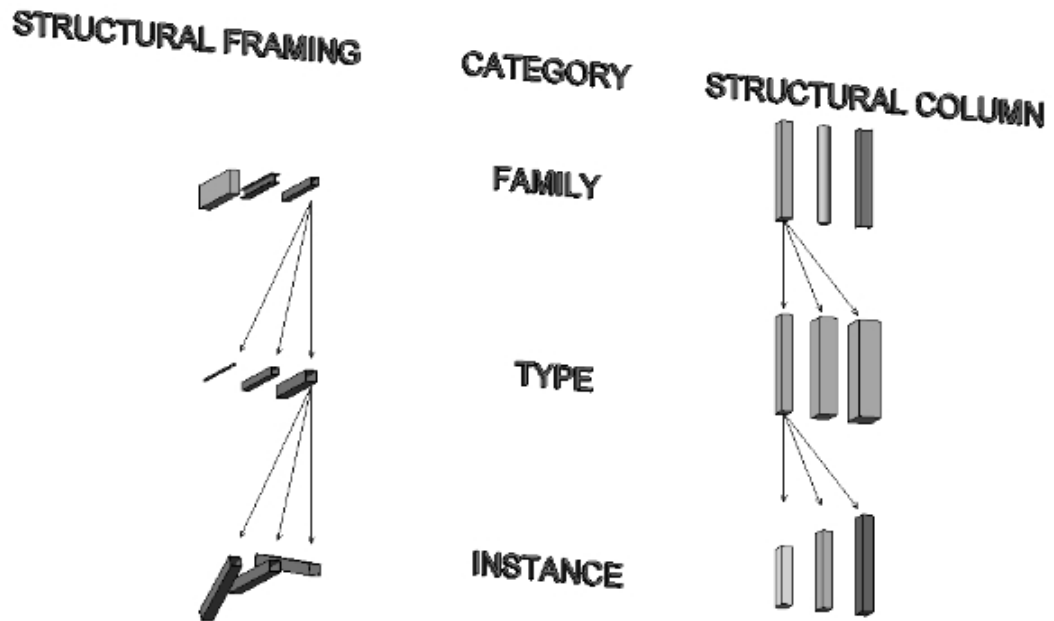 STRUCTURAL FRAMING
CATEGORY
STRUCTURAL COLUMN
FAMILY
TYPE
INSTANCE